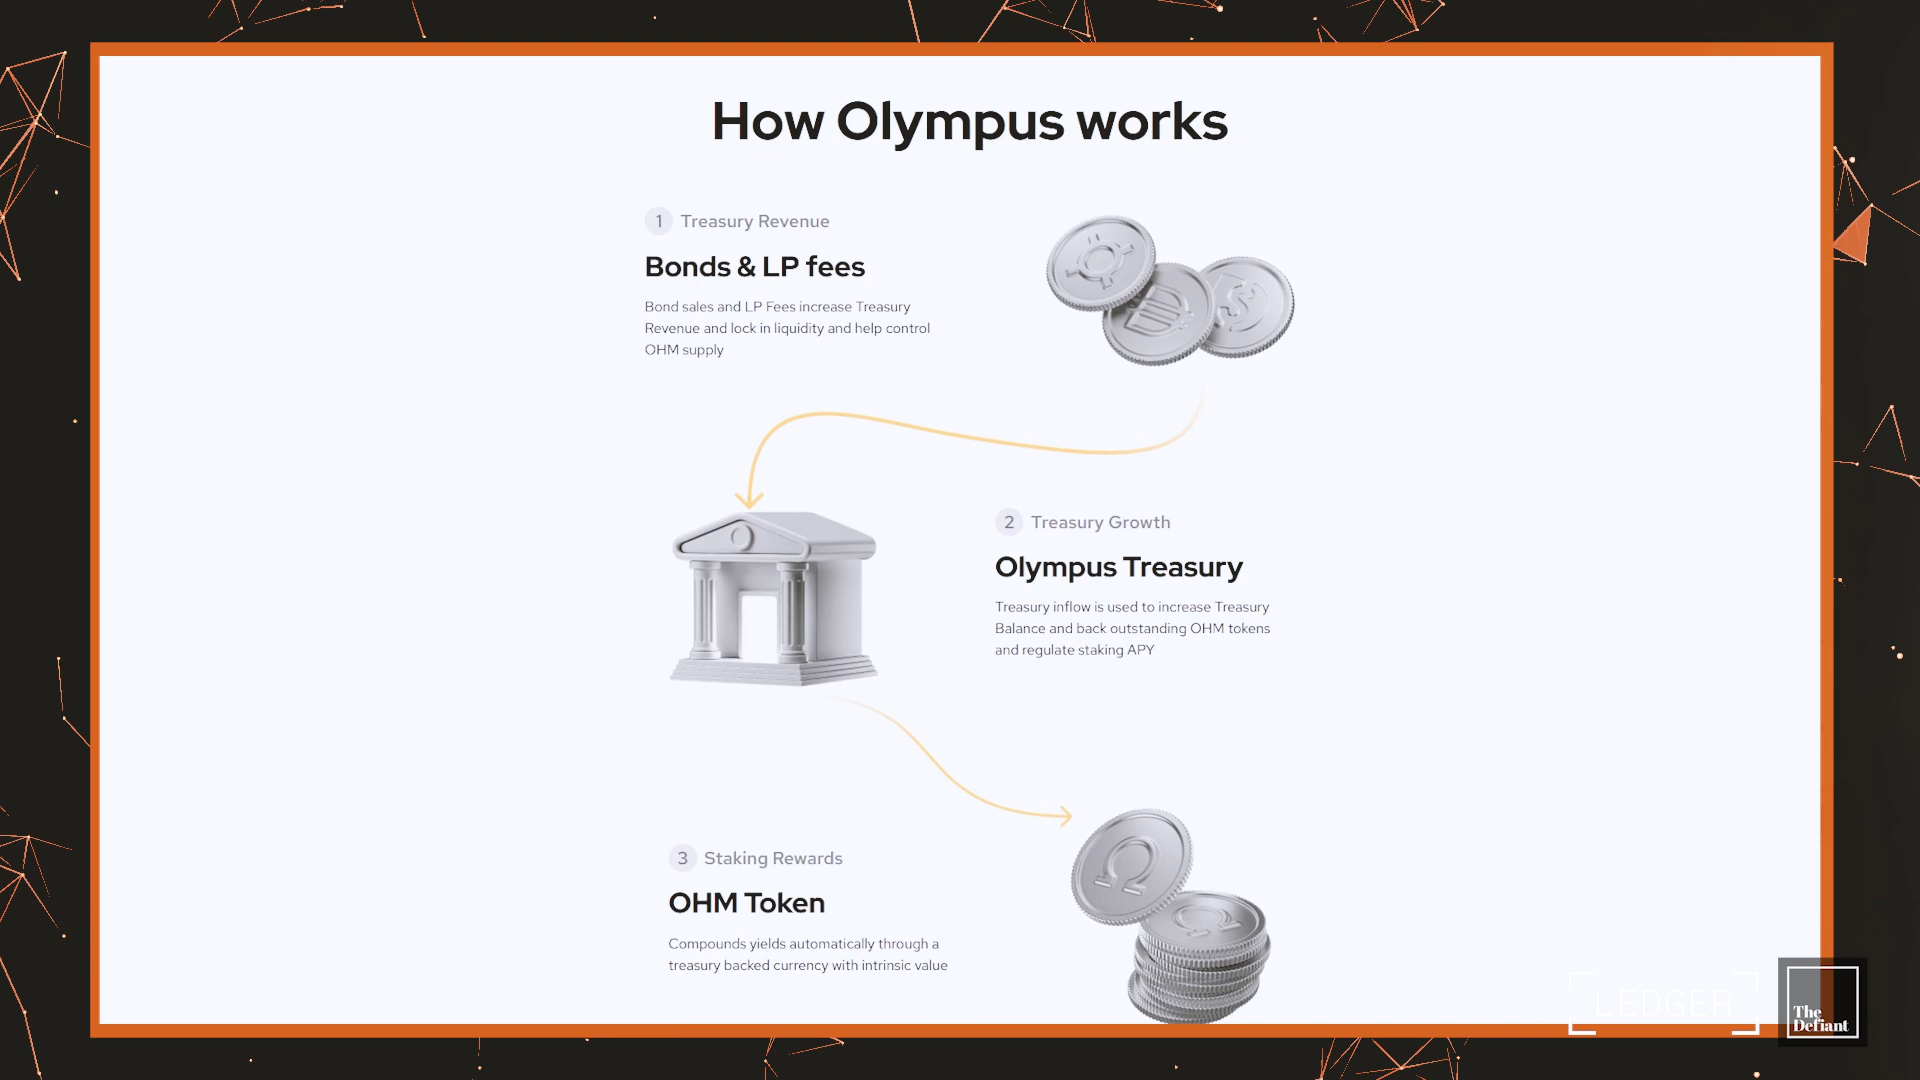 How Olympus works
1 Treasury Revenue
Bonds & LP fees
Bond sales and LP Fees increase Treasury
Revenue and lock in liquidity and help control
OHM supply
2 Treasury Growth
Olympus Treasury
Treasury inflow is used to increase Treasury
Balance and back outstanding OHM tokens
and regulate staking APY
3 Staking Rewards
OHM Token
Compounds yields automatically through a
treasury backed currency with intrinsic value
LEDGER
The
Defiant